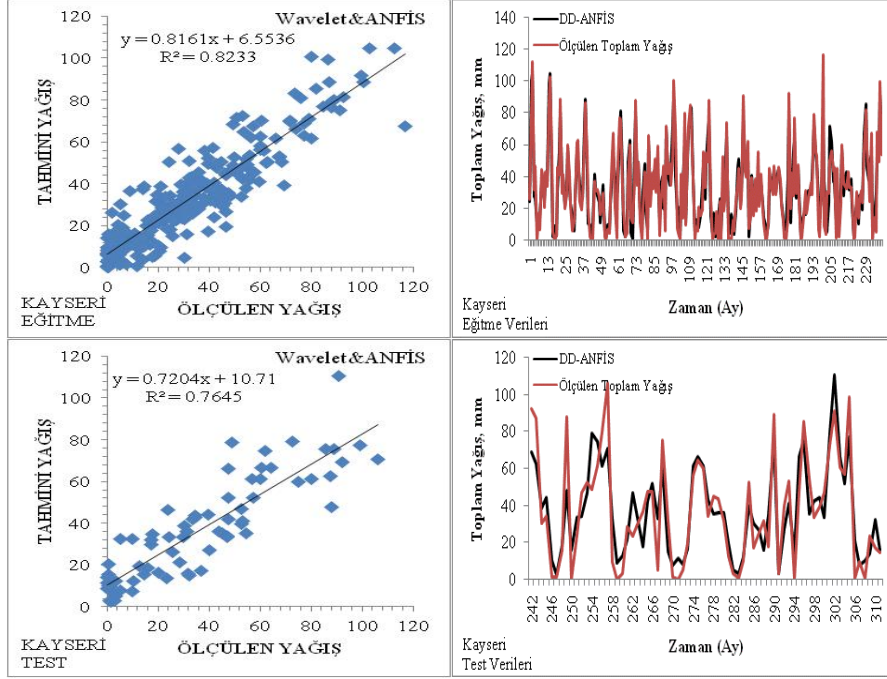 Wavelet&ANFİS
y = 0.8161x + 6.5536
R² = 0.8233
TAHMİNİ YAĞIŞ
120
100
80
60
40
20
0
0 20 40 60 80 100 120
ÖLÇÜLEN YAĞIŞ
KAYSERİ
EĞİTME
DD-ANFİS
Ölçülen Toplam Yağış
Toplam Yağış, mm
140
120
100
80
60
40
20
0
1 13 25 37 49 61 73 85 97 109 121 133 145 157 169 181 193 205 217 229
Zaman (Ay)
Kayseri
Eğitme Verileri
Wavelet&ANFİS
y = 0.7204x + 10.71
R² = 0.7645
TAHMİNİ YAĞIŞ
120
100
80
60
40
20
0
0 20 40 60 80 100 120
ÖLÇÜLEN YAĞIŞ
KAYSERİ
TEST
DD-ANFİS
Ölçülen Toplam Yağış
Toplam Yağış, mm
120
100
80
60
40
20
0
242 246 250 254 258 262 266 270 274 278 282 286 290 294 298 302 306 310
Zaman (Ay)
Kayseri
Test Verileri